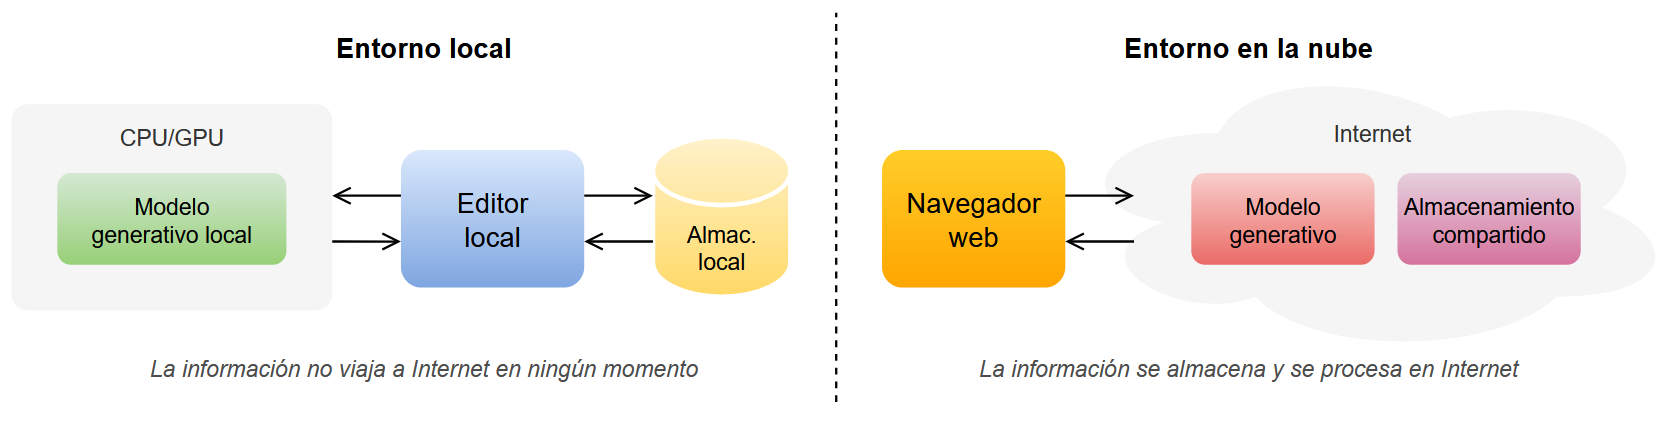 Entorno local
CPU/GPU
Modelo
generativo local
Editor
local
Almac.
local
La información no viaja a Internet en ningún momento
Entorno en la nube
Navegador
web
Internet
Modelo
generativo
Almacenamiento
compartido
La información se almacena y se procesa en Internet